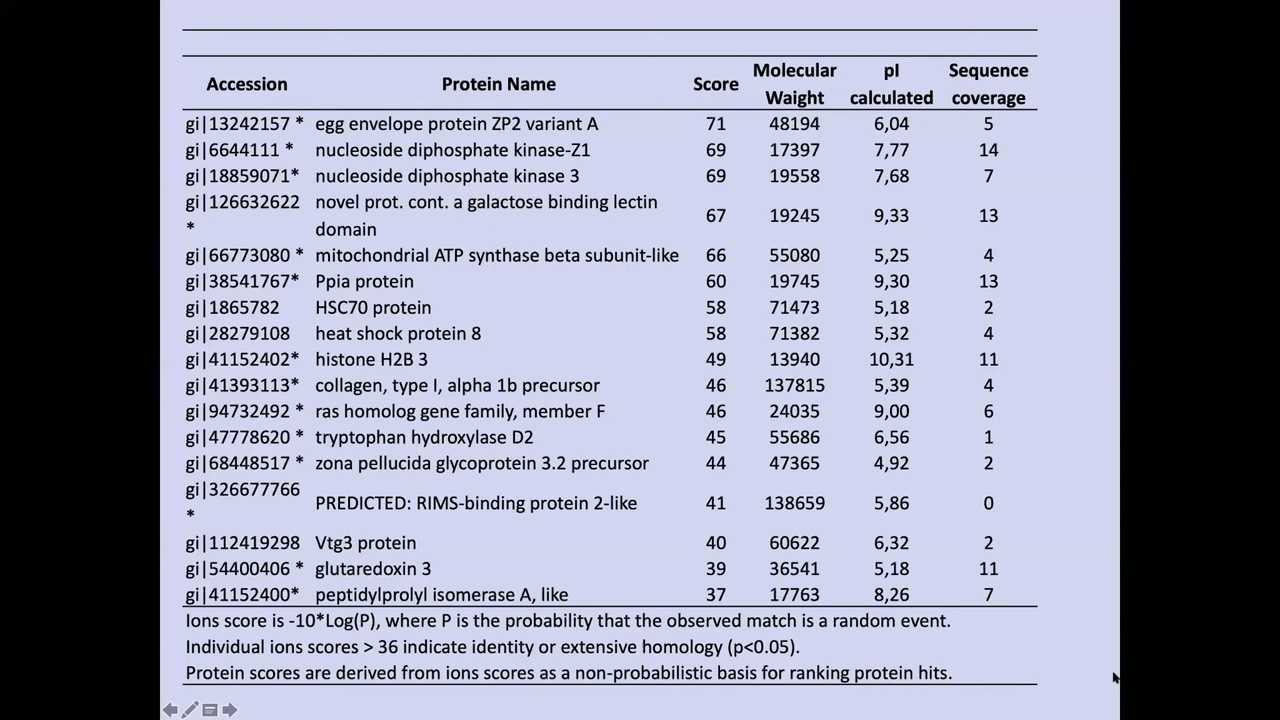 Accession Protein Name Score Molecular Weight pI calculated Sequence coverage
gi|13242157 * egg envelope protein ZP2 variant A 71 48194 6,04 5
gi|6644111 * nucleoside diphosphate kinase-Z1 69 17397 7,77 14
gi|18859071* nucleoside diphosphate kinase 3 69 19558 7,68 7
gi|126632622 * novel prot. cont. a galactose binding lectin domain 67 19245 9,33 13
gi|66773080 * mitochondrial ATP synthase beta subunit-like 66 55080 5,25 4
gi|38541767* Ppia protein 60 19745 9,30 13
gi|1865782 HSC70 protein 58 71473 5,18 2
gi|28279108 heat shock protein 8 58 71382 5,32 4
gi|41152402* histone H2B 3 49 13940 10,31 11
gi|41393113* collagen, type I, alpha 1b precursor 46 137815 5,39 4
gi|94732492 * ras homolog gene family, member F 46 24035 9,00 6
gi|47778620 * tryptophan hydroxylase D2 45 55686 6,56 1
gi|68448517 * zona pellucida glycoprotein 3.2 precursor 44 47365 4,92 2
gi|326677766 * PREDICTED: RIMS-binding protein 2-like 41 138659 5,86 0
gi|112419298 Vtg3 protein 40 60622 6,32 2
gi|54400406 * glutaredoxin 3 39 36541 5,18 11
gi|41152400* peptidylprolyl isomerase A, like 37 17763 8,26 7
Ions score is -10*Log(P), where P is the probability that the observed match is a random event.
Individual ions scores > 36 indicate identity or extensive homology (p<0.05).
Protein scores are derived from ions scores as a non-probabilistic basis for ranking protein hits.